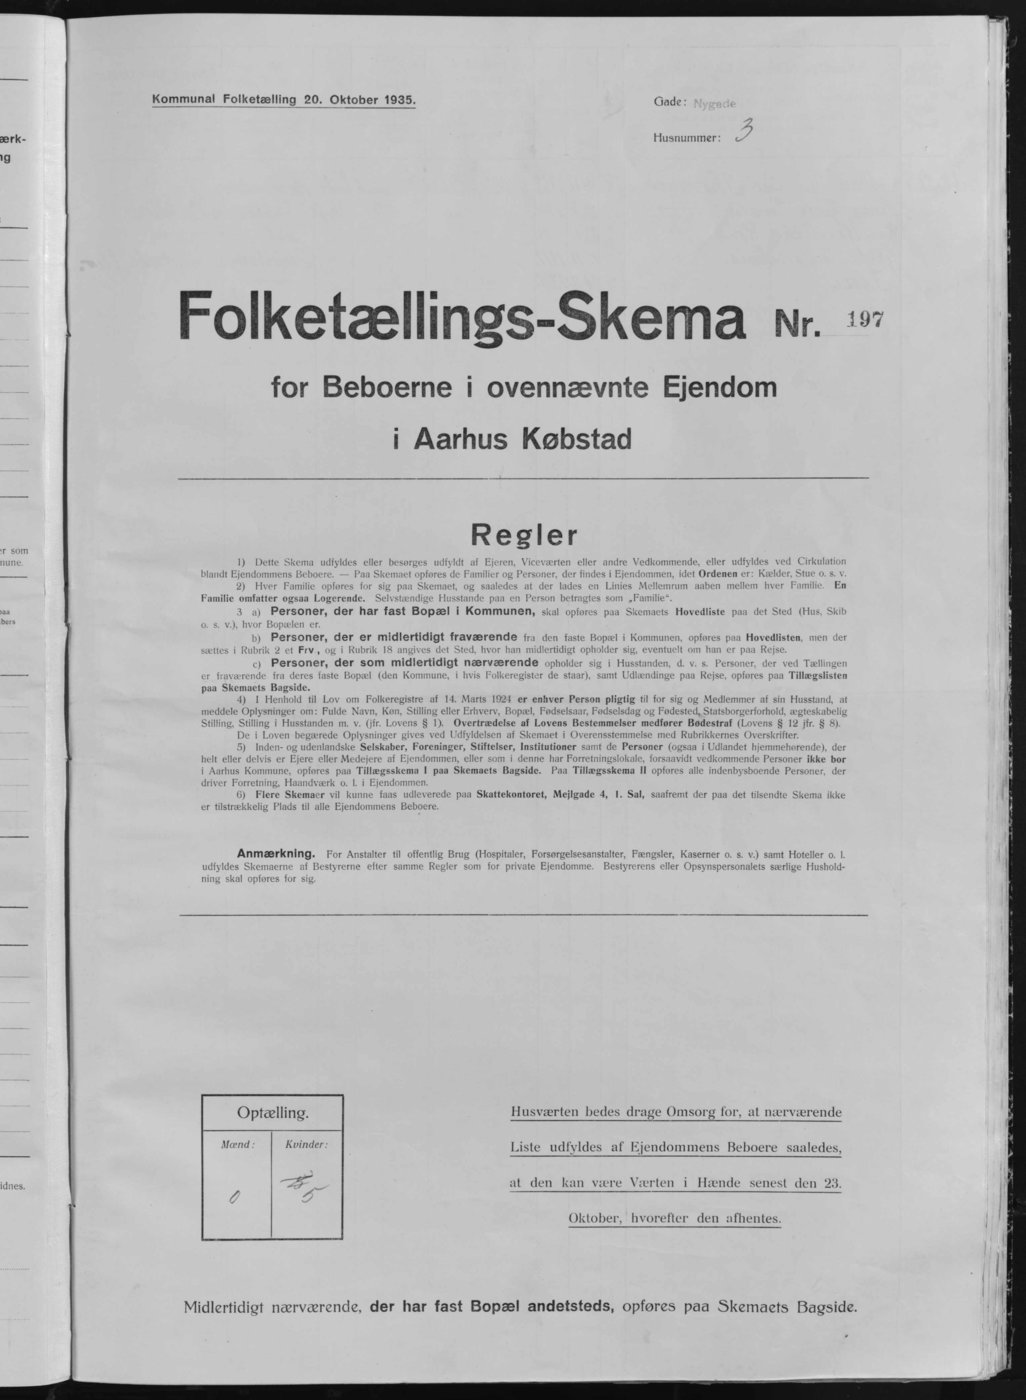 ærk-
ng
er som
mune.
paa
bers
idnes.
Kommunal Folketælling 20. Oktober 1935.
Gade: Nygade
Husnummer: 3
Folketællings-Skema Nr. 197
for Beboerne i ovennævnte Ejendom
i Aarhus Købstad
Regler
1) Dette Skema udfyldes eller besørges udfyldt af Ejeren, Viceværten eller andre Vedkommende, eller udfyldes ved Cirkulation
blandt Ejendommens Beboere. — Paa Skemaet opføres de Familier og Personer, der findes i Ejendommen, idet Ordenen er: Kælder, Stue o. s. v.
2) Hver Familie opføres for sig paa Skemaet, og saaledes at der lades en Linies Mellemrum aaben mellem hver Familie. En
Familie omfatter ogsaa Logerende. Selvstændige Husstande paa en Person betragtes som „Familie“.
3 a) Personer, der har fast Bopæl i Kommunen, skal opføres paa Skemaets Hovedliste paa det Sted (Hus, Skib
o. s. v.), hvor Bopælen er.
b) Personer, der er midlertidigt fraværende fra den faste Bopæl i Kommunen, opføres paa Hovedlisten, men der
sættes i Rubrik 2 et Frv., og i Rubrik 18 angives det Sted, hvor han midlertidigt opholder sig, eventuelt om han er paa Rejse.
c) Personer, der som midlertidigt nærværende opholder sig i Husstanden, d. v. s. Personer, der ved Tællingen
er fraværende fra deres faste Bopæl (den Kommune, i hvis Folkeregister de staar), samt Udlændinge paa Rejse, opføres paa Tillægslisten
paa Skemaets Bagside.
4) I Henhold til Lov om Folkeregistre af 14. Marts 1924 er enhver Person pligtig til for sig og Medlemmer af sin Husstand, at
meddele Oplysninger om: Fulde Navn, Køn, Stilling eller Erhverv, Bopæl, Fødselsaar, Fødselsdag og Fødested, Statsborgerforhold, ægteskabelig
Stilling, Stilling i Husstanden m. v. (jfr. Lovens § 1). Overtrædelse af Lovens Bestemmelser medfører Bødestraf (Lovens § 12 jfr. § 8).
De i Loven begærede Oplysninger gives ved Udfyldelsen af Skemaet i Overensstemmelse med Rubrikkernes Overskrifter.
5) Inden- og udenlandske Selskaber, Foreninger, Stiftelser, Institutioner samt de Personer (ogsaa i Udlandet hjemmehørende), der
helt eller delvis er Ejere eller Medejere af Ejendommen, eller som i denne har Forretningslokale, forsaavidt vedkommende Personer ikke bor
i Aarhus Kommune, opføres paa Tillægsskema I paa Skemaets Bagside. Paa Tillægsskema II opføres alle indenbysboende Personer, der
driver Forretning, Haandværk o. l. i Ejendommen.
6) Flere Skemaer vil kunne faas udleverede paa Skattekontoret, Mejlgade 4, 1. Sal, saafremt der paa det tilsendte Skema ikke
er tilstrækkelig Plads til alle Ejendommens Beboere.
Anmærkning. For Anstalter til offentlig Brug (Hospitaler, Forsørgelsesanstalter, Fængsler, Kaserner o. s. v.) samt Hoteller o. l.
udfyldes Skemaerne af Bestyrerne efter samme Regler som for private Ejendomme. Bestyrerens eller Opsynspersonalets særlige Hushold-
ning skal opføres for sig.
Optælling.
Mænd: Kvinder:
0 5
Husværten bedes drage Omsorg for, at nærværende
Liste udfyldes af Ejendommens Beboere saaledes,
at den kan være Værten i Hænde senest den 23.
Oktober, hvorefter den afhentes.
Midlertidigt nærværende, der har fast Bopæl andetsteds, opføres paa Skemaets Bagside.